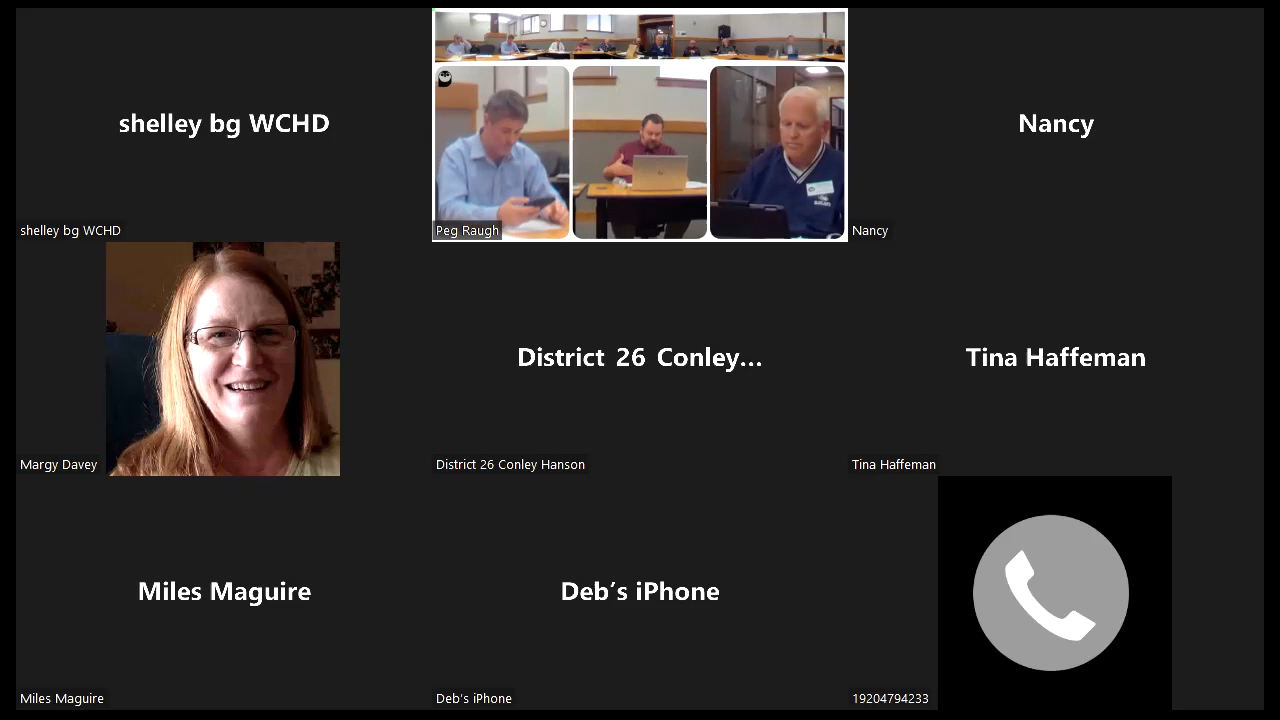 shelley bg WCHD
Nancy
shelley bg WCHD
Peg Raugh
Nancy
District 26 Conley...
Tina Haffeman
Margy Davey
District 26 Conley Hanson
Tina Haffeman
Miles Maguire
Deb’s iPhone
Miles Maguire
Deb's iPhone
19204794233